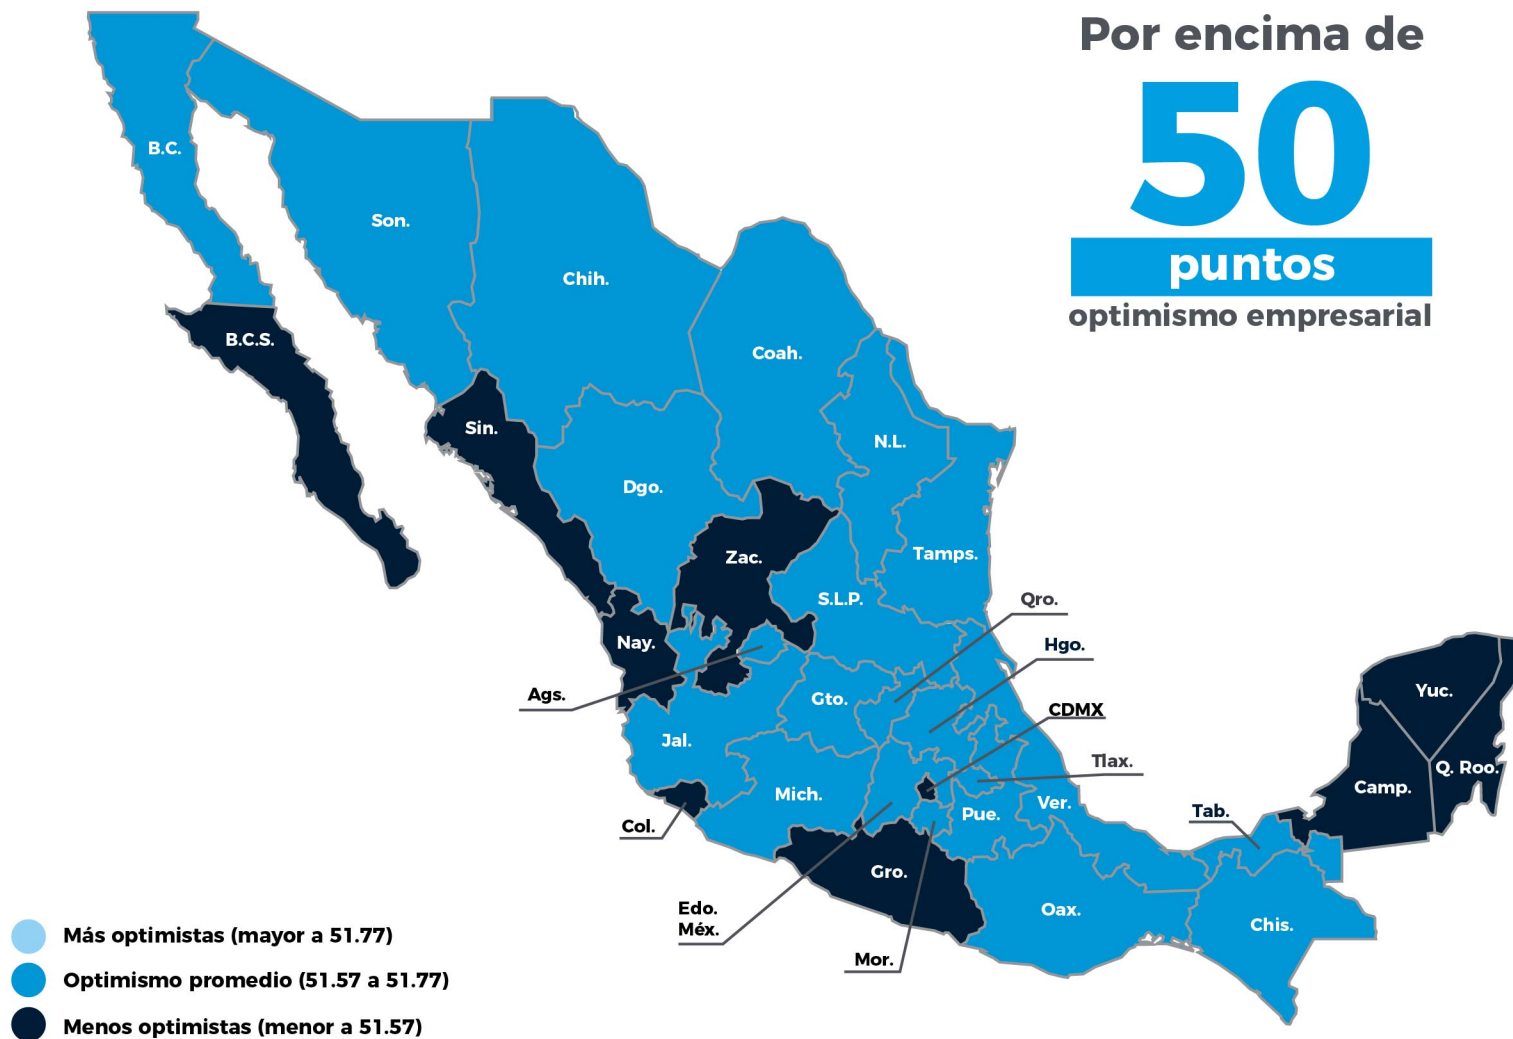 Por encima de
50
puntos
optimismo empresarial
B.C.
Son.
Chih.
B.C.S.
Coah.
Sin.
N.L.
Dgo.
Tamps.
Zac.
S.L.P.
Qro.
Nay.
Hgo.
Ags.
Gto.
CDMX
Yuc.
Jal.
Tlax.
Q. Roo.
Mich.
Ver.
Camp.
Pue.
Tab.
Col.
Gro.
Edo.
Méx.
Oax.
Chis.
Mor.
Más optimistas (mayor a 51.77)
Optimismo promedio (51.57 a 51.77)
Menos optimistas (menor a 51.57)